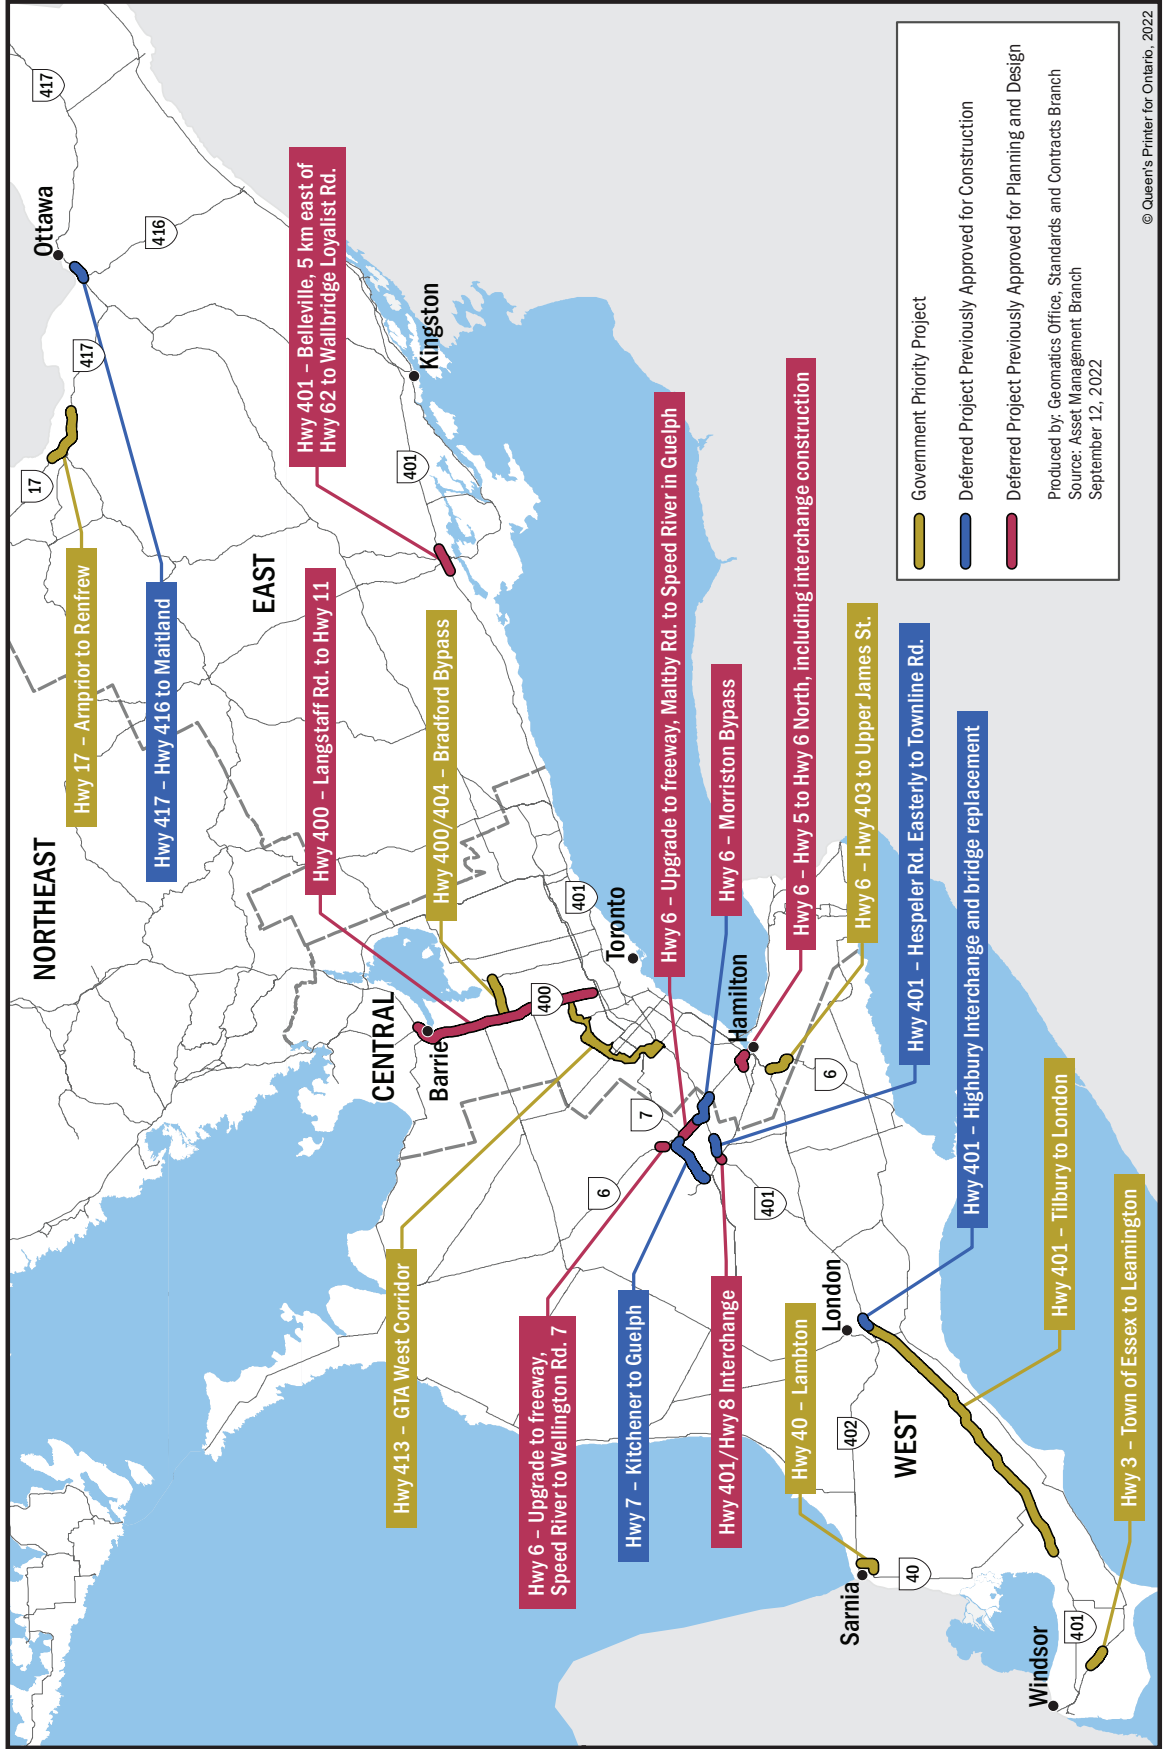 NORTHEAST
EAST
CENTRAL
WEST
Ottawa
Kingston
Toronto
Barrie
Hamilton
London
Sarnia
Windsor
417
416
417
17
401
401
400
7
6
6
401
402
40
401
Hwy 17 – Arnprior to Renfrew
Hwy 417 – Hwy 416 to Maitland
Hwy 401 – Belleville, 5 km east of
Hwy 62 to Wallbridge Loyalist Rd.
Hwy 400 – Langstaff Rd. to Hwy 11
Hwy 400/404 – Bradford Bypass
Hwy 6 – Upgrade to freeway, Maltby Rd. to Speed River in Guelph
Hwy 6 – Morriston Bypass
Hwy 6 – Hwy 5 to Hwy 6 North, including interchange construction
Hwy 6 – Hwy 403 to Upper James St.
Hwy 401 – Hespeler Rd. Easterly to Townline Rd.
Hwy 401 – Highbury Interchange and bridge replacement
Hwy 401 – Tilbury to London
Hwy 3 – Town of Essex to Leamington
Hwy 413 – GTA West Corridor
Hwy 6 – Upgrade to freeway,
Speed River to Wellington Rd. 7
Hwy 7 – Kitchener to Guelph
Hwy 401/Hwy 8 Interchange
Hwy 40 – Lambton
Government Priority Project
Deferred Project Previously Approved for Construction
Deferred Project Previously Approved for Planning and Design
Produced by: Geomatics Office, Standards and Contracts Branch
Source: Asset Management Branch
September 12, 2022
© Queen's Printer for Ontario, 2022